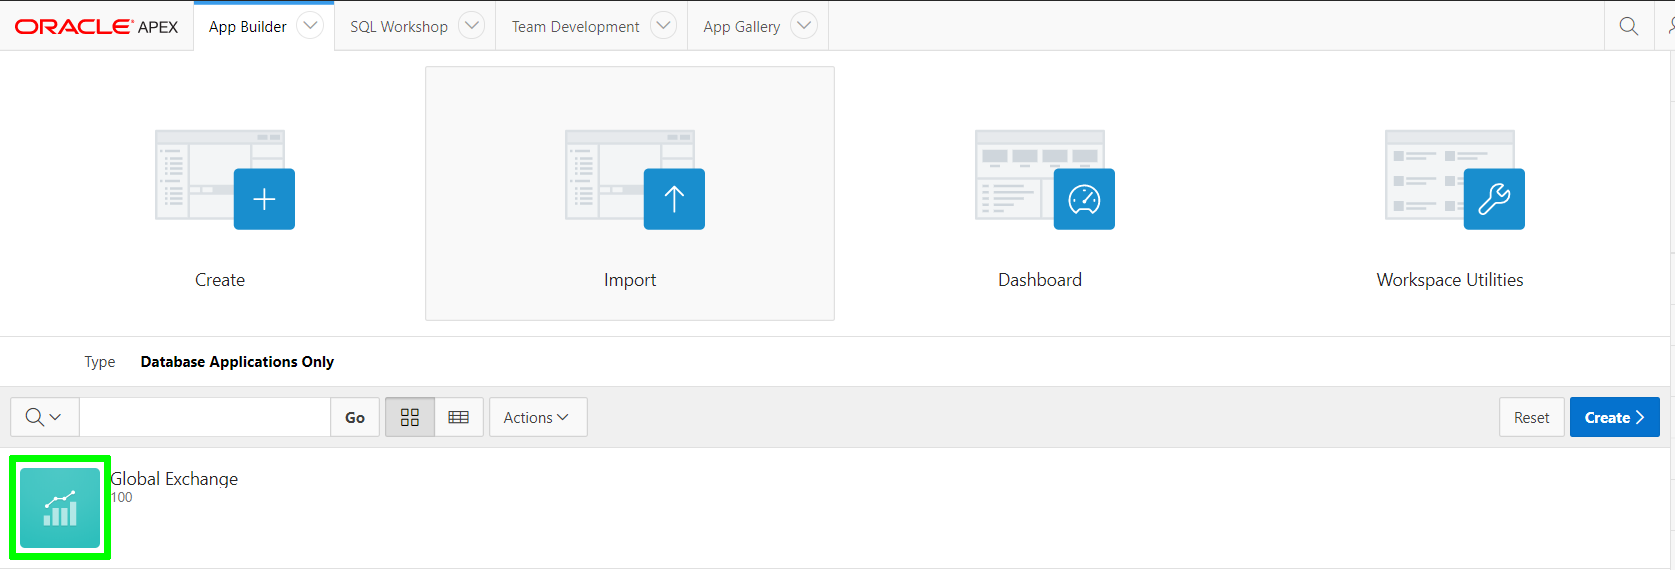 ORACLE® APEX App Builder SQL Workshop Team Development App Gallery
Create Import Dashboard Workspace Utilities
Type Database Applications Only
Go Actions Reset Create
Global Exchange
100